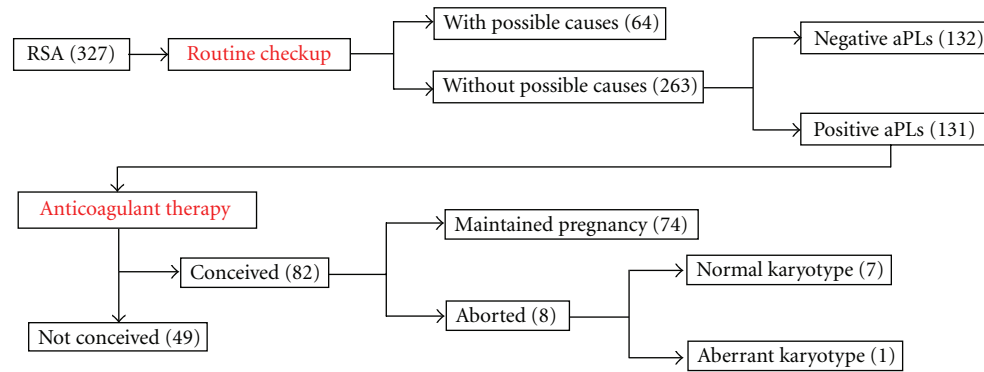 With possible causes (64)
RSA (327)
Routine checkup
Negative aPLs (132)
Without possible causes (263)
Positive aPLs (131)
Anticoagulant therapy
Maintained pregnancy (74)
Conceived (82)
Normal karyotype (7)
Aborted (8)
Not conceived (49)
Aberrant karyotype (1)